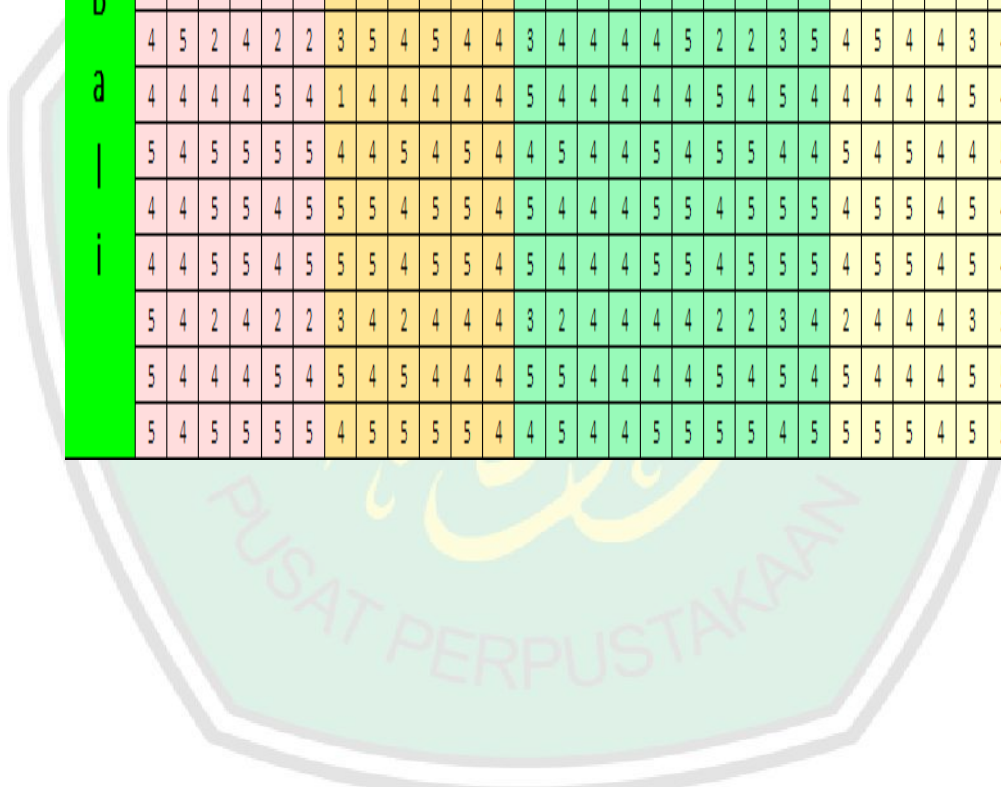 B
a
l
i
4 5 2 4 2 2 3 5 4 5 4 4 3 4 4 4 4 5 2 2 3 5 4 5 4 4 3
4 4 4 4 5 4 1 4 4 4 4 4 5 4 4 4 4 4 5 4 5 4 4 4 4 4 5
5 4 5 5 5 5 4 4 5 4 5 4 4 5 4 4 5 4 5 5 4 4 5 4 5 4 4
4 4 5 5 4 5 5 5 4 5 5 4 5 4 4 4 5 5 4 5 5 5 4 5 5 4 5
4 4 5 5 4 5 5 5 4 5 5 4 5 4 4 4 5 5 4 5 5 5 4 5 5 4 5
5 4 2 4 2 2 3 4 2 4 4 4 3 2 4 4 4 4 2 2 3 4 2 4 4 4 3
5 4 4 4 5 4 5 4 5 4 4 4 5 5 4 4 4 4 5 4 5 4 5 4 4 4 5
5 4 5 5 5 5 4 5 5 5 5 4 4 5 4 4 5 5 5 5 4 5 5 5 5 4 5
PUSAT PERPUSTAKAAN